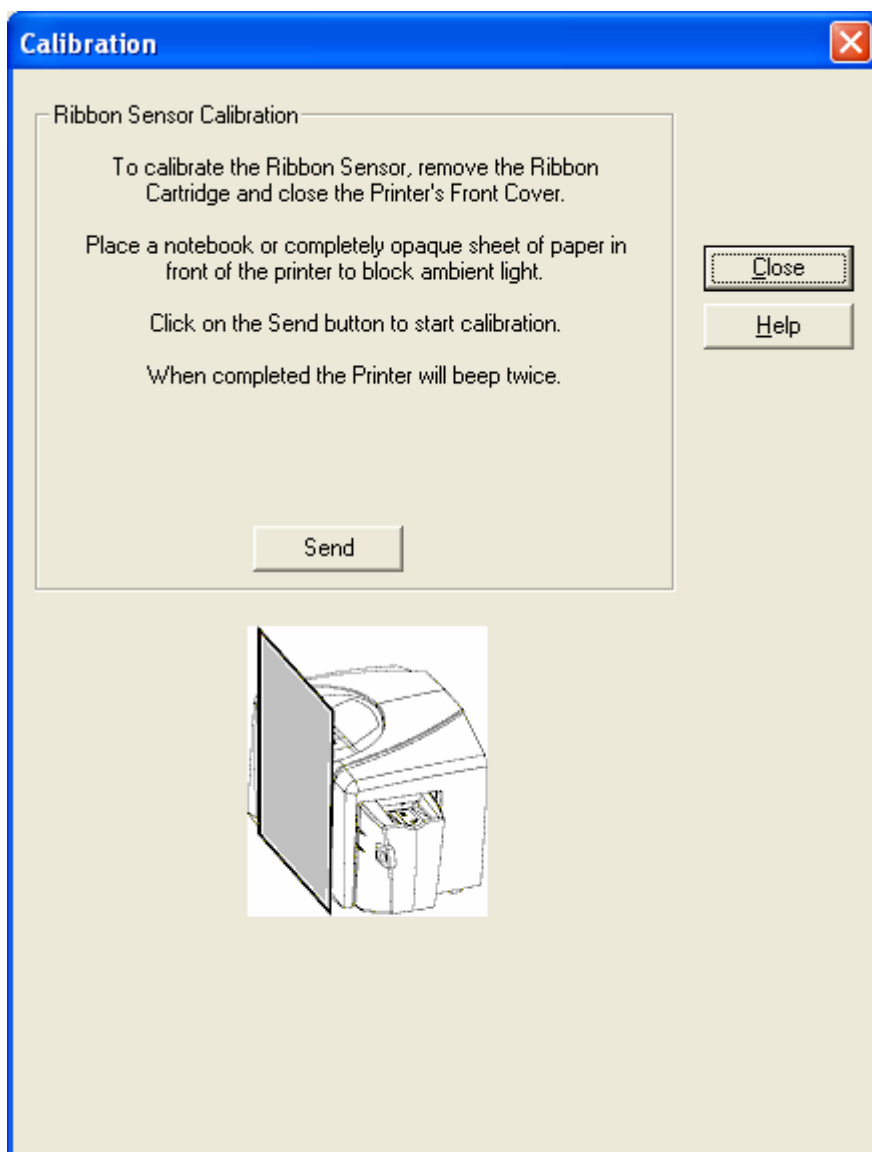 Calibration
Ribbon Sensor Calibration
To calibrate the Ribbon Sensor, remove the Ribbon
Cartridge and close the Printer's Front Cover.
Place a notebook or completely opaque sheet of paper in
front of the printer to block ambient light.
Click on the Send button to start calibration.
When completed the Printer will beep twice.
Send
Close
Help